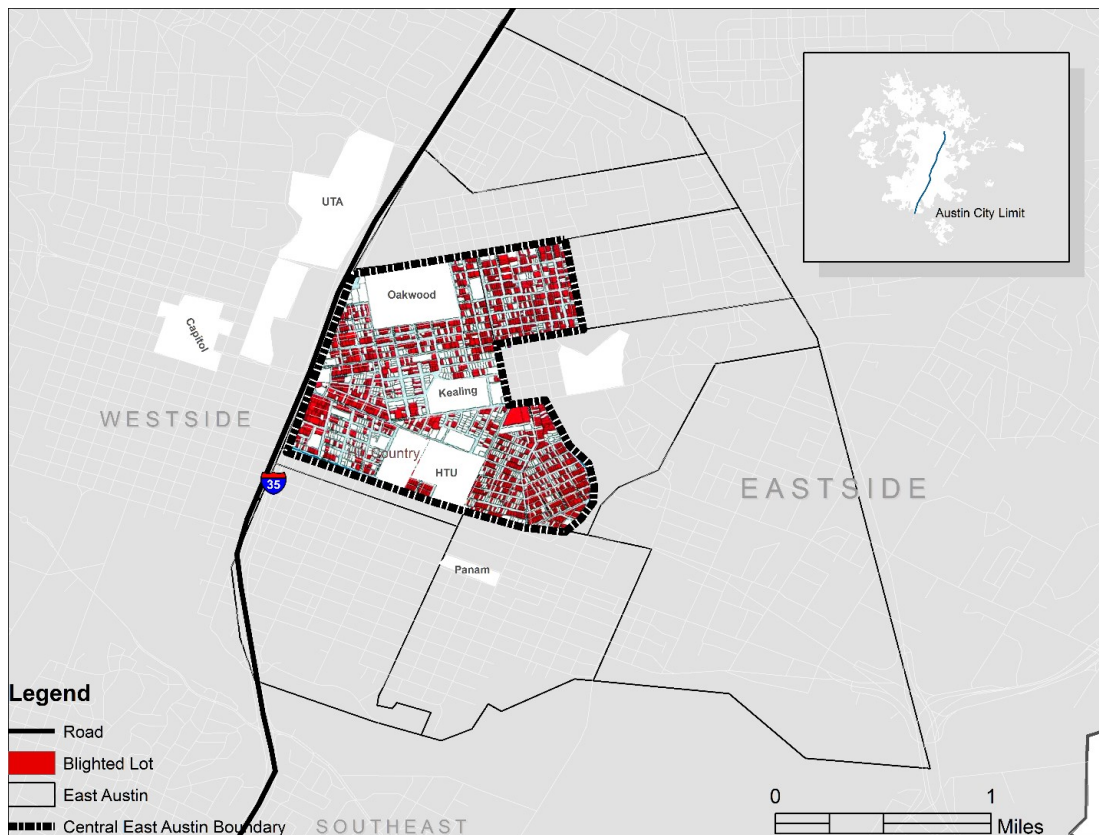 UTA
Austin City Limit
Oakwood
Capitol
Kealing
WESTSIDE
Country
HTU
35
EASTSIDE
Panam
Legend
Road
Blighted Lot
East Austin
Central East Austin Boundary
SOUTHEAST
0 1
Miles